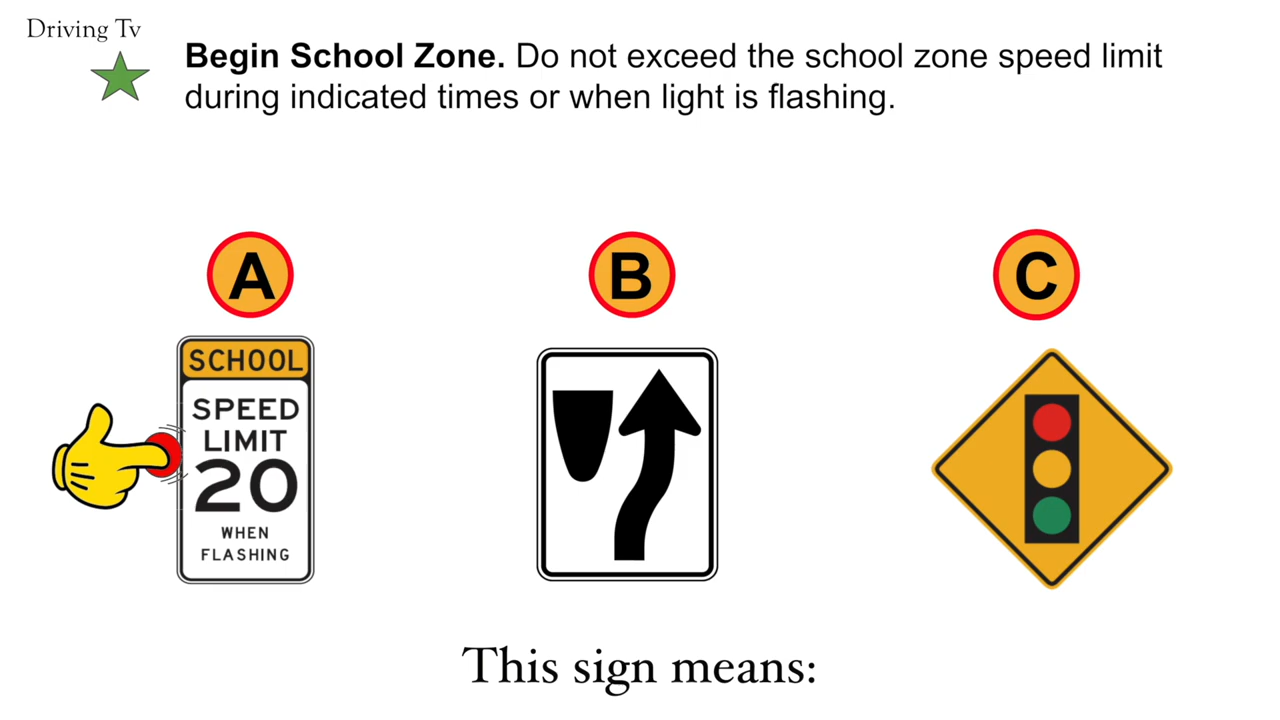 Driving Tv
Begin School Zone. Do not exceed the school zone speed limit
during indicated times or when light is flashing.
A
B
C
SCHOOL
SPEED
LIMIT
20
WHEN
FLASHING
This sign means: